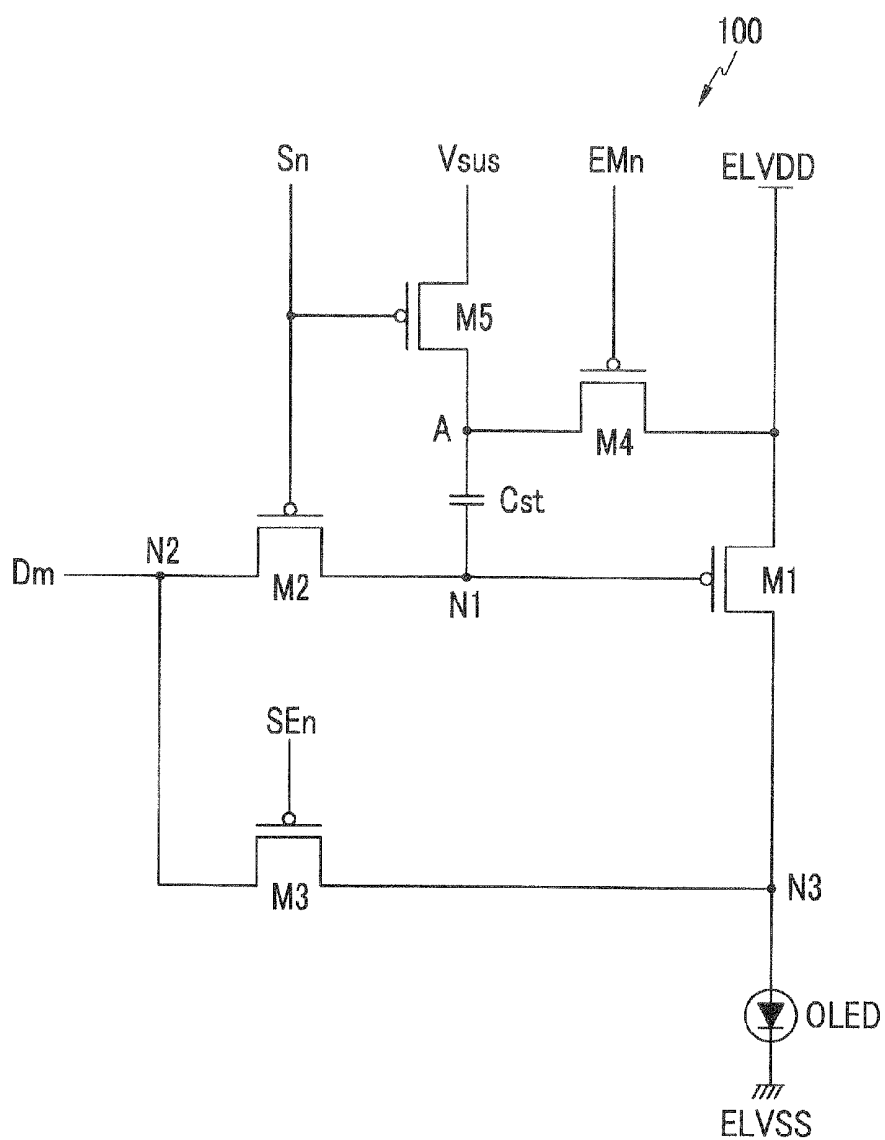 100
Sn
Vsus
EMn
ELVDD
M5
A
M4
Cst
N2
Dm
M2
N1
M1
SEn
M3
N3
OLED
ELVSS